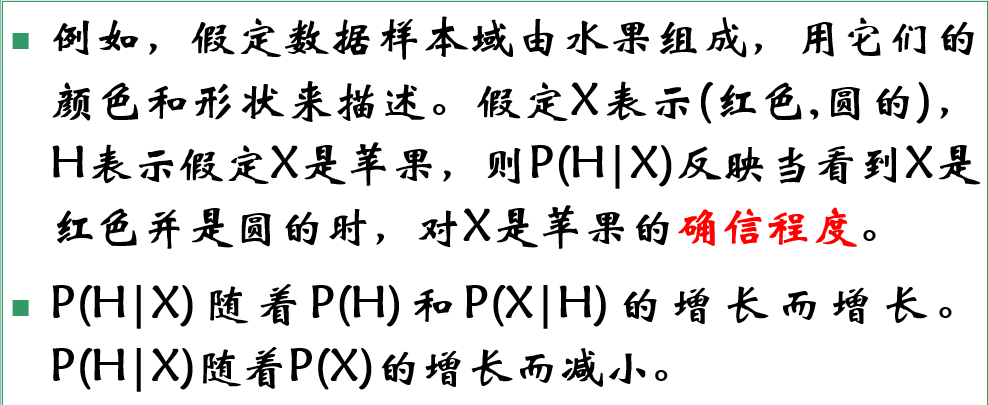 例如，假定数据样本域由水果组成，用它们的
颜色和形状来描述。假定X表示(红色,圆的)，
H表示假定X是苹果，则P(H|X)反映当看到X是
红色并是圆的时，对X是苹果的确信程度。
P(H|X)随着P(H)和P(X|H)的增长而增长。
P(H|X)随着P(X)的增长而减小。